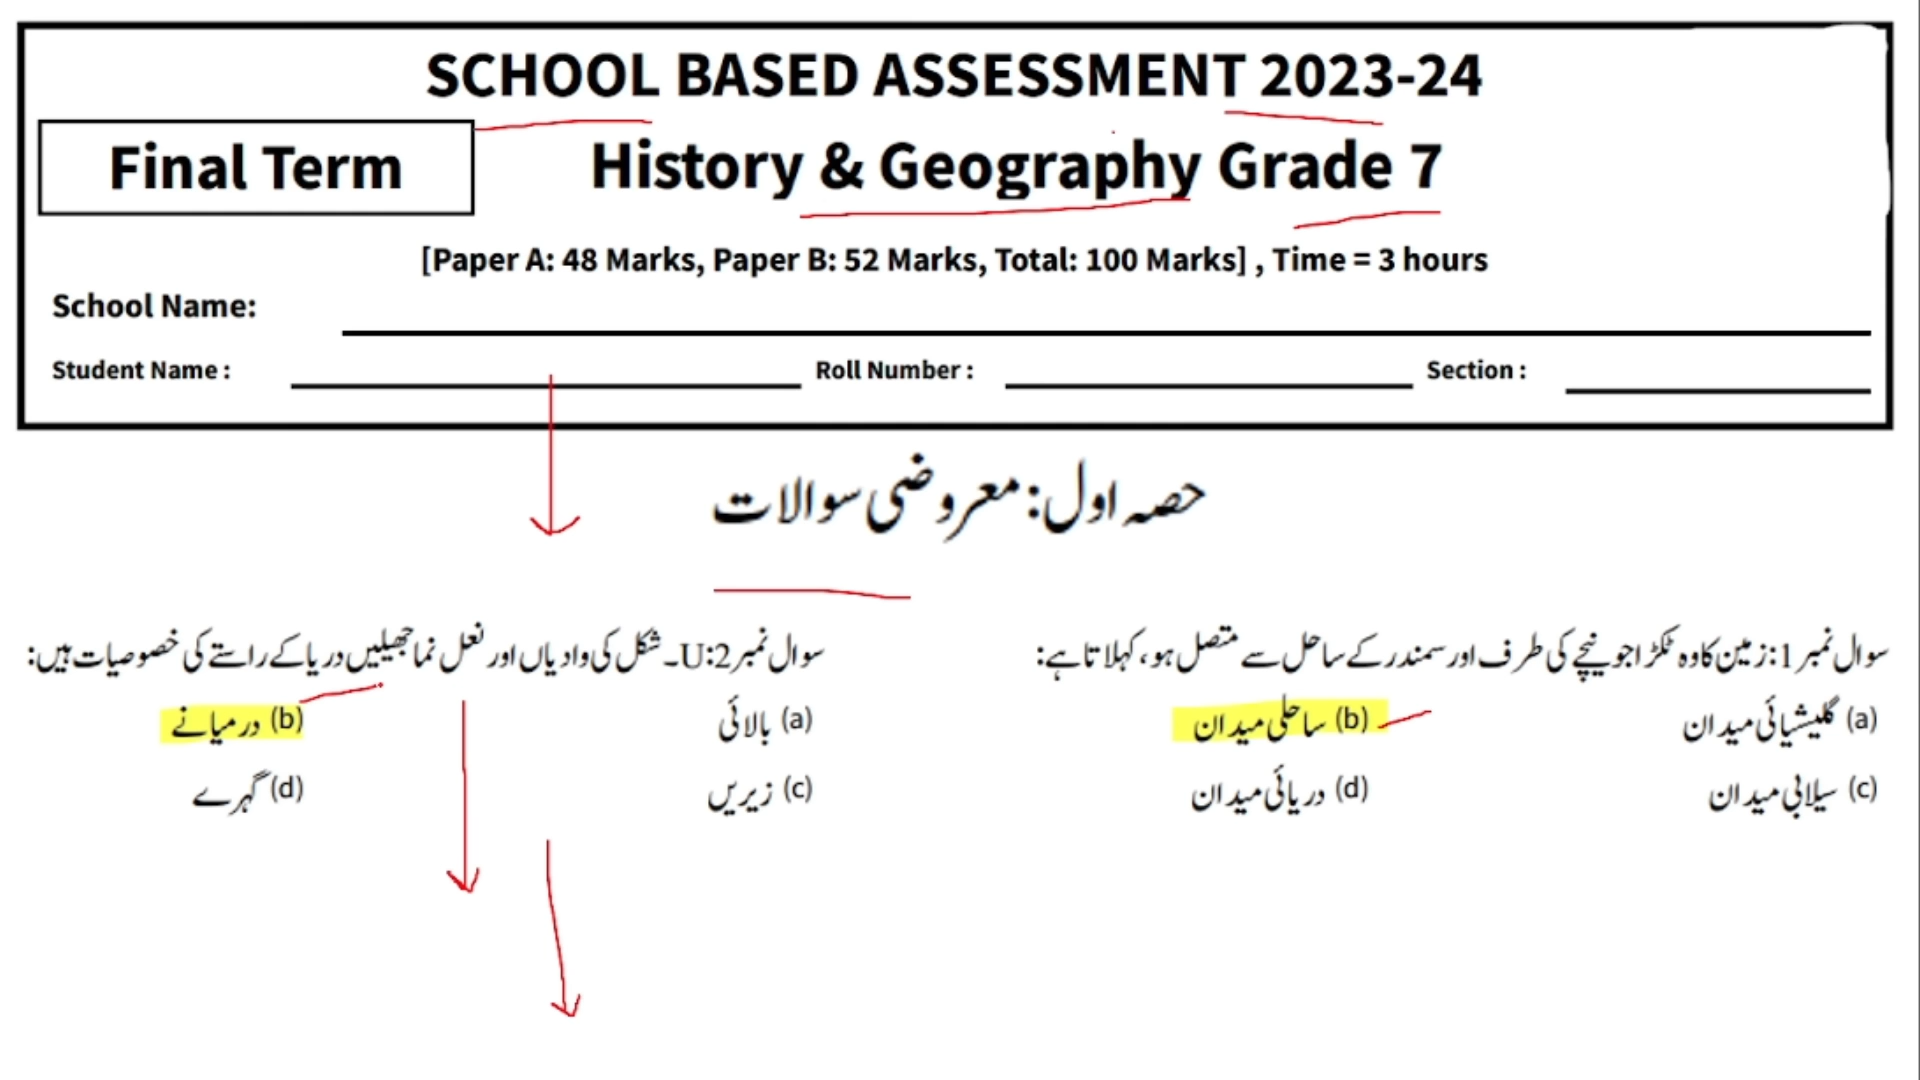 SCHOOL BASED ASSESSMENT 2023-24
Final Term
History & Geography Grade 7
[Paper A: 48 Marks, Paper B: 52 Marks, Total: 100 Marks] , Time = 3 hours
School Name:
Student Name : Roll Number : Section :
حصہ اول: معروضی سوالات
سوال نمبر 1: زمین کا وہ ٹکڑا جو نیچے کی طرف اور سمندر کے ساحل سے متصل ہو، کہلاتا ہے:
(a) گلیشیائی میدان (b) ساحلی میدان
(c) سیلابی میدان (d) دریائی میدان
سوال نمبر 2: U۔ شکل کی وادیاں اور نعل نما جھیلیں دریا کے راستے کی خصوصیات ہیں:
(a) بالائی (b) درمیانے
(c) زیریں (d) گہرے